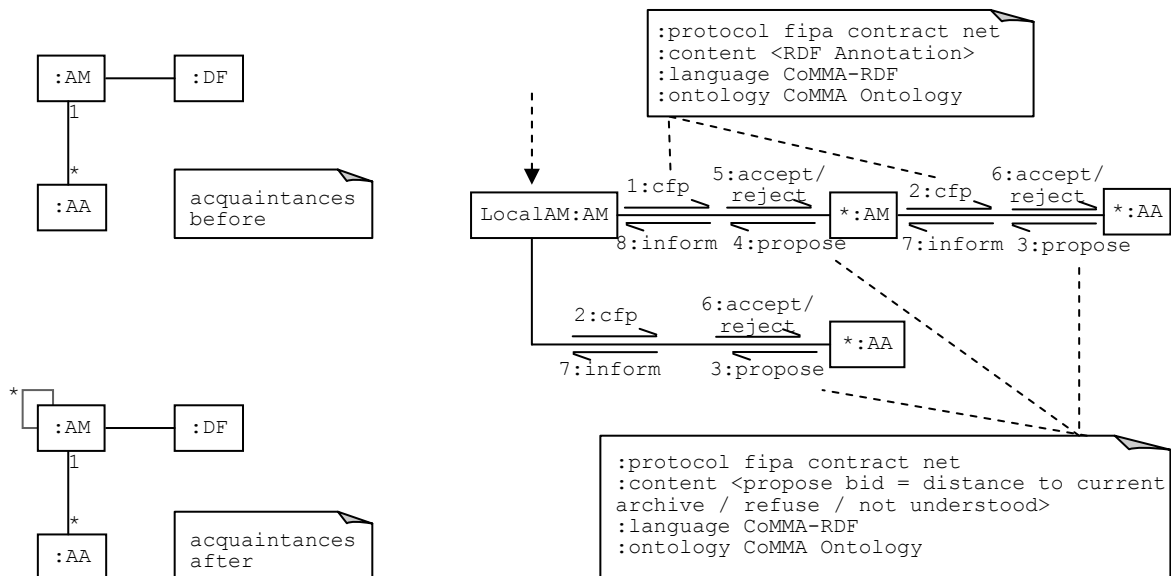 :AM
:DF
1
*
:AA
acquaintances
before
:protocol fipa contract net
:content <RDF Annotation>
:language CoMMA-RDF
:ontology CoMMA Ontology
LocalAM:AM
1:cfp
5:accept/
reject
8:inform
4:propose
*:AM
2:cfp
6:accept/
reject
7:inform
3:propose
*:AA
2:cfp
6:accept/
reject
7:inform
3:propose
*:AA
*
:AM
:DF
1
*
:AA
acquaintances
after
:protocol fipa contract net
:content <propose bid = distance to current
archive / refuse / not understood>
:language CoMMA-RDF
:ontology CoMMA Ontology